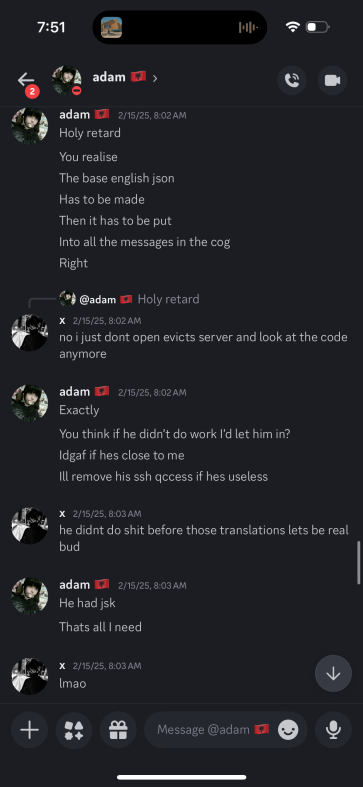 7:51
2
adam
adam 2/15/25, 8:02 AM
Holy retard
You realise
The base english json
Has to be made
Then it has to be put
Into all the messages in the cog
Right
@adam Holy retard
x 2/15/25, 8:02 AM
no i just dont open evicts server and look at the code
anymore
adam 2/15/25, 8:02 AM
Exactly
You think if he didn't do work I'd let him in?
Idgaf if hes close to me
Ill remove his ssh qccess if hes useless
x 2/15/25, 8:03 AM
he didnt do shit before those translations lets be real
bud
adam 2/15/25, 8:03 AM
He had jsk
Thats all I need
x 2/15/25, 8:03 AM
lmao
Message @adam